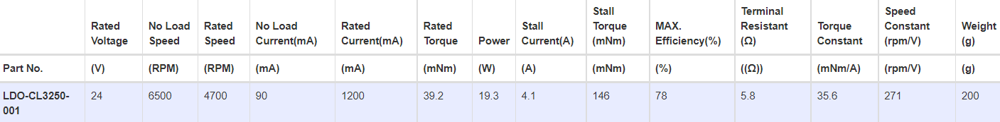 Rated Voltage	No Load Speed	Rated Speed	No Load Current(mA)	Rated Current(mA)	Rated Torque	Power	Stall Current(A)	Stall Torque (mNm)	MAX. Efficiency(%)	Terminal Resistant (Ω)	Torque Constant	Speed Constant (rpm/V)	Weight (g)
Part No.	(V)	(RPM)	(RPM)	(mA)	(mA)	(mNm)	(W)	(A)	(mNm)	(%)	((Ω))	(mNm/A)	(rpm/V)	(g)
LDO-CL3250-001	24	6500	4700	90	1200	39.2	19.3	4.1	146	78	5.8	35.6	271	200